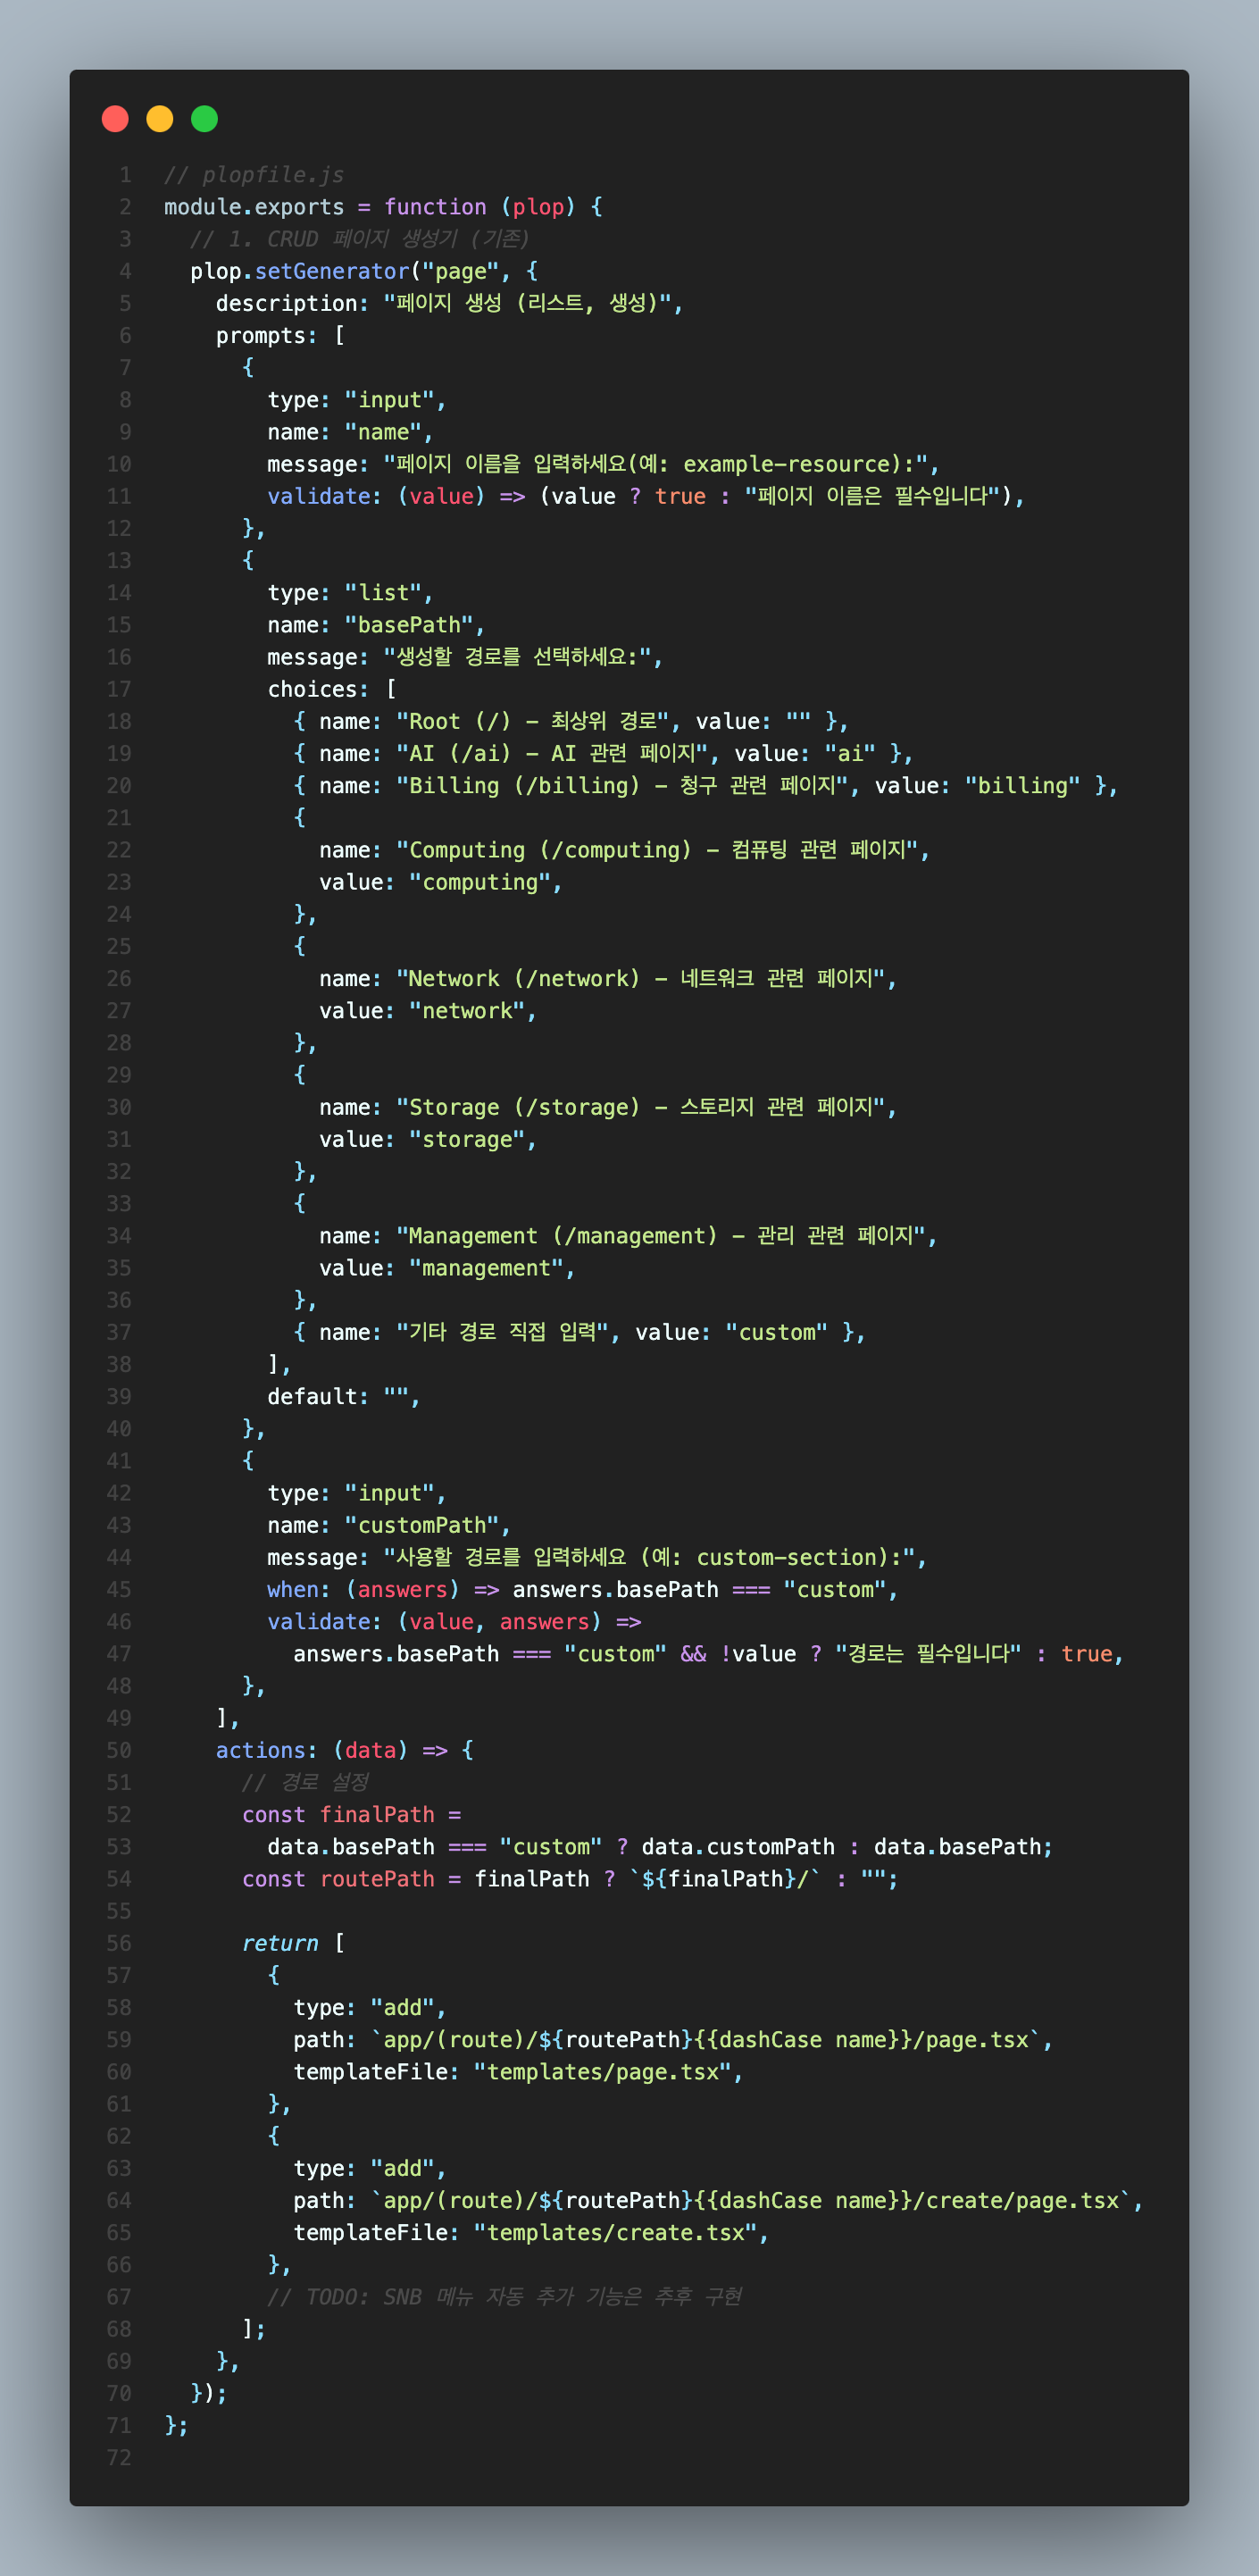 1 // plopfile.js
2 module.exports = function (plop) {
3   // 1. CRUD 페이지 생성기 (기존)
4   plop.setGenerator("page", {
5     description: "페이지 생성 (리스트, 생성)",
6     prompts: [
7       {
8         type: "input",
9         name: "name",
10         message: "페이지 이름을 입력하세요(예: example-resource):",
11         validate: (value) => (value ? true : "페이지 이름은 필수입니다"),
12       },
13       {
14         type: "list",
15         name: "basePath",
16         message: "생성할 경로를 선택하세요:",
17         choices: [
18           { name: "Root (/) - 최상위 경로", value: "" },
19           { name: "AI (/ai) - AI 관련 페이지", value: "ai" },
20           { name: "Billing (/billing) - 청구 관련 페이지", value: "billing" },
21           {
22             name: "Computing (/computing) - 컴퓨팅 관련 페이지",
23             value: "computing",
24           },
25           {
26             name: "Network (/network) - 네트워크 관련 페이지",
27             value: "network",
28           },
29           {
30             name: "Storage (/storage) - 스토리지 관련 페이지",
31             value: "storage",
32           },
33           {
34             name: "Management (/management) - 관리 관련 페이지",
35             value: "management",
36           },
37           { name: "기타 경로 직접 입력", value: "custom" },
38         ],
39         default: "",
40       },
41       {
42         type: "input",
43         name: "customPath",
44         message: "사용할 경로를 입력하세요 (예: custom-section):",
45         when: (answers) => answers.basePath === "custom",
46         validate: (value, answers) =>
47           answers.basePath === "custom" && !value ? "경로는 필수입니다" : true,
48       },
49     ],
50     actions: (data) => {
51       // 경로 설정
52       const finalPath =
53         data.basePath === "custom" ? data.customPath : data.basePath;
54       const routePath = finalPath ? `${finalPath}/` : "";
55
56       return [
57         {
58           type: "add",
59           path: `app/(route)/${routePath}{{dashCase name}}/page.tsx`,
60           templateFile: "templates/page.tsx",
61         },
62         {
63           type: "add",
64           path: `app/(route)/${routePath}{{dashCase name}}/create/page.tsx`,
65           templateFile: "templates/create.tsx",
66         },
67         // TODO: SNB 메뉴 자동 추가 기능은 추후 구현
68       ];
69     },
70   });
71 };
72